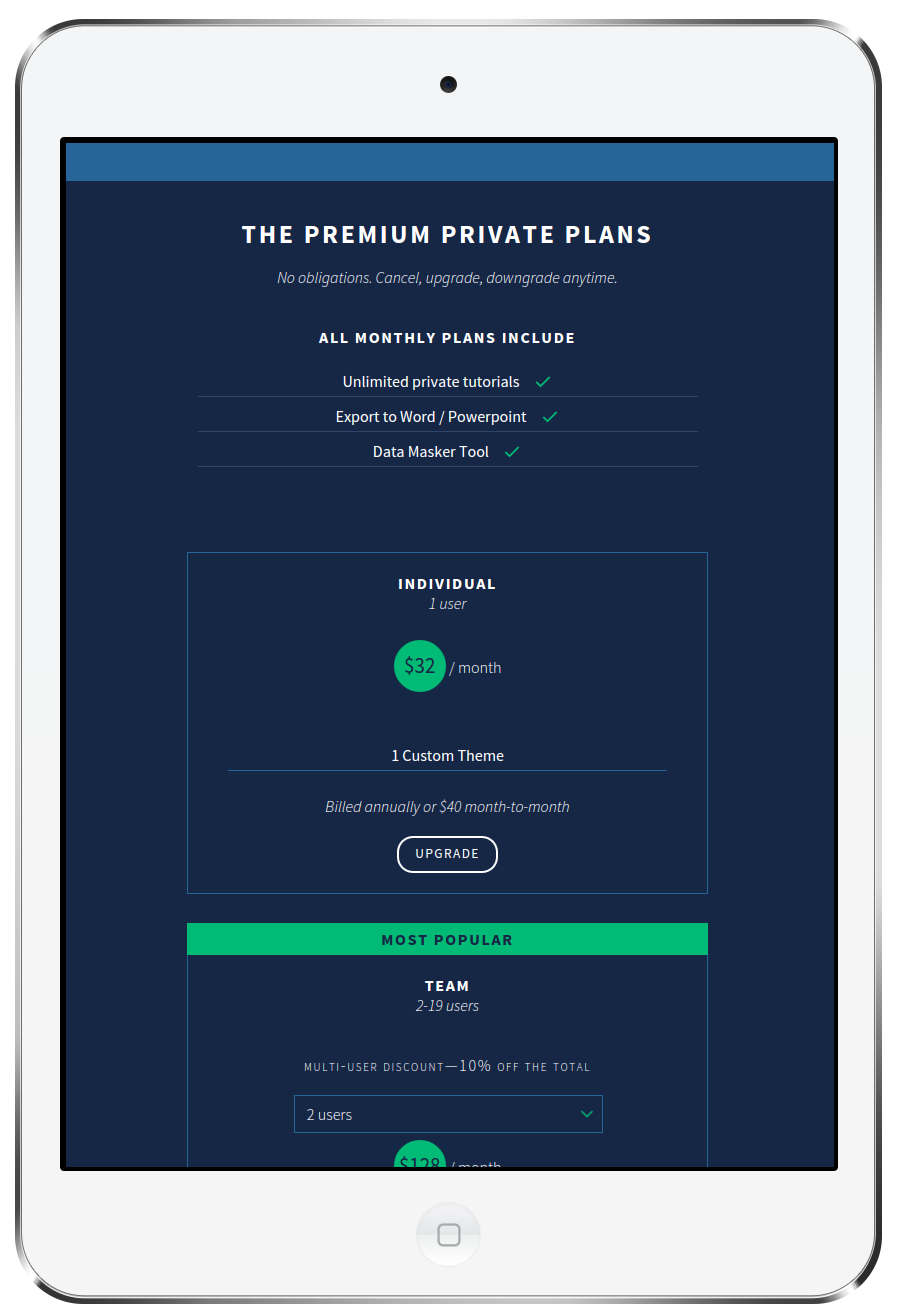 THE PREMIUM PRIVATE PLANS
No obligations. Cancel, upgrade, downgrade anytime.
ALL MONTHLY PLANS INCLUDE
Unlimited private tutorials
Export to Word / Powerpoint
Data Masker Tool
INDIVIDUAL
1 user
$32 / month
1 Custom Theme
Billed annually or $40 month-to-month
UPGRADE
MOST POPULAR
TEAM
2-19 users
MULTI-USER DISCOUNT—10% OFF THE TOTAL
2 users
$128 / month